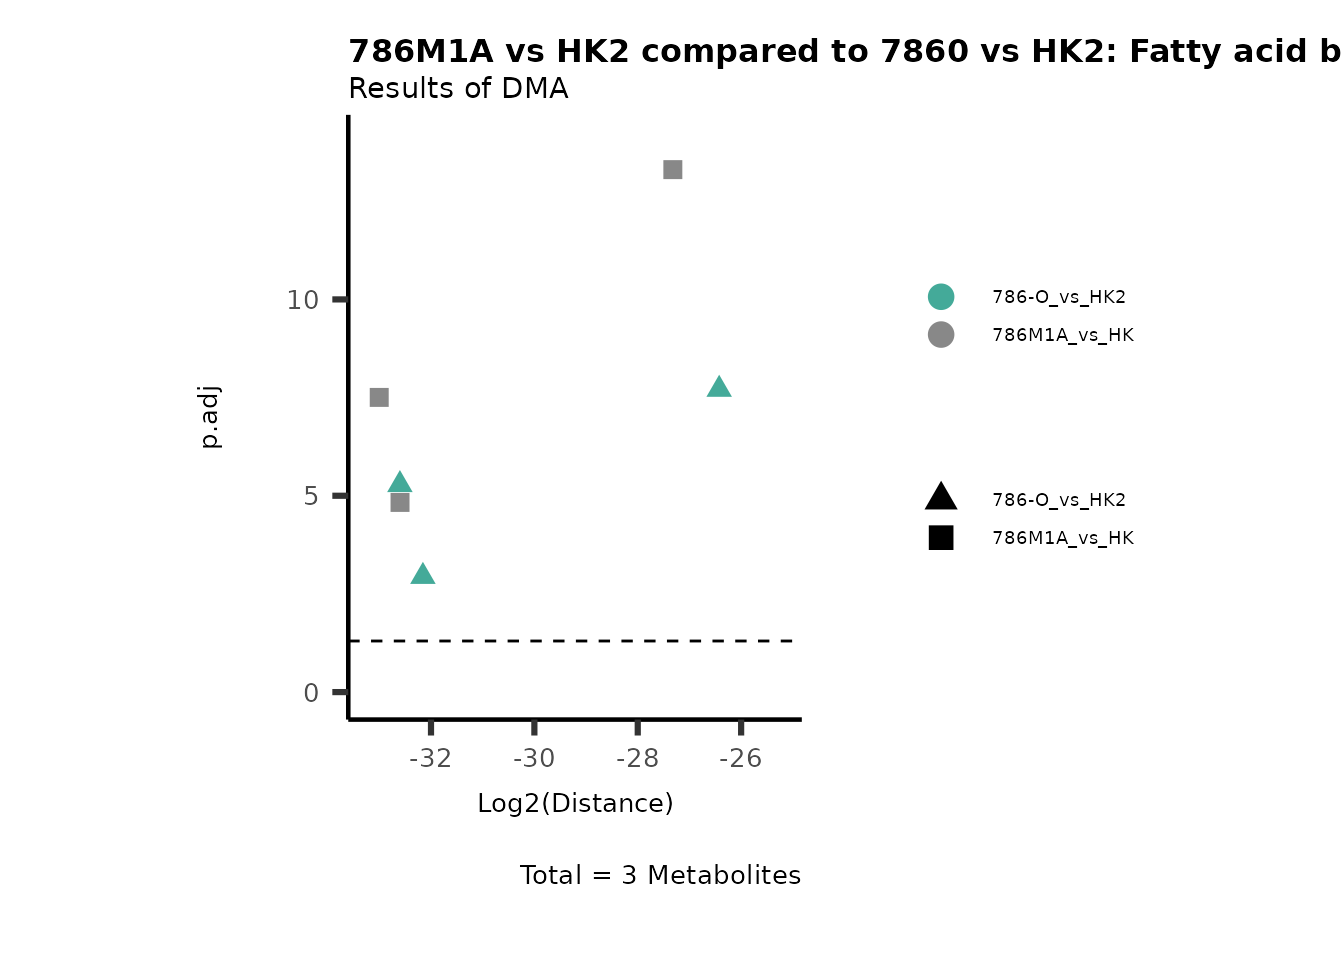 786M1A vs HK2 compared to 7860 vs HK2: Fatty acid b
Results of DMA
10
5
0
p.adj
-32
-30
-28
-26
Log2(Distance)
Total = 3 Metabolites
786-O_vs_HK2
786M1A_vs_HK
786-O_vs_HK2
786M1A_vs_HK